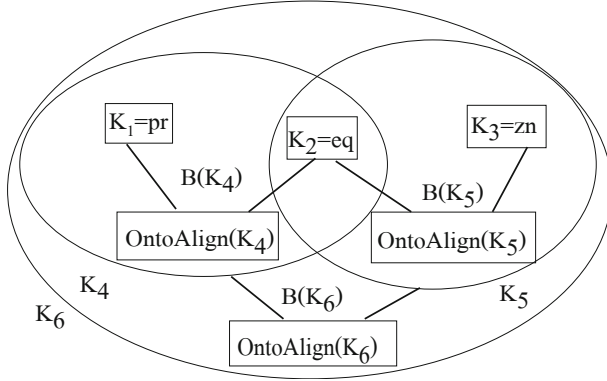 K₁=pr
K₂=eq
K₃=zn
B(K₄)
B(K₅)
OntoAlign(K₄)
OntoAlign(K₅)
K₄
B(K₆)
K₅
K₆
OntoAlign(K₆)